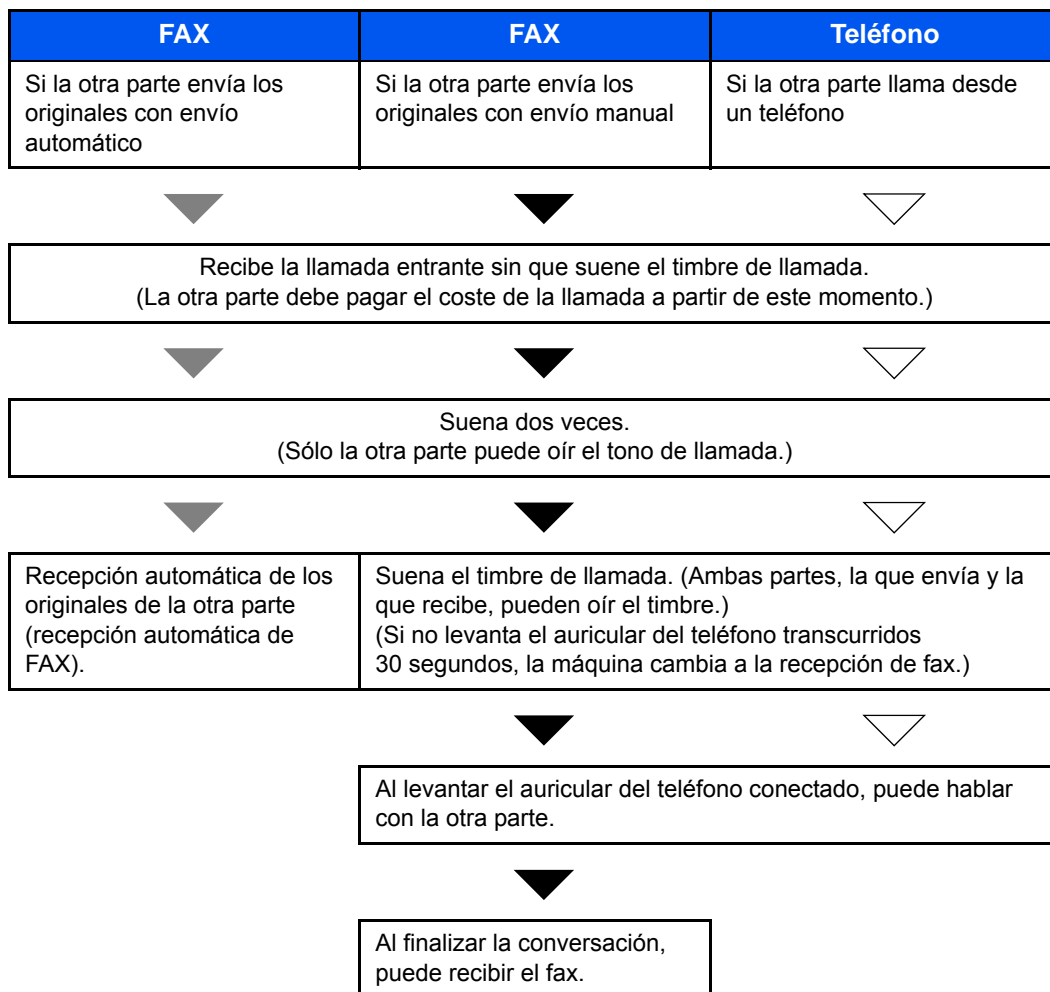 FAX
FAX
Teléfono
Si la otra parte envía los
originales con envío
automático
Si la otra parte envía los
originales con envío manual
Si la otra parte llama desde
un teléfono
Recibe la llamada entrante sin que suene el timbre de llamada.
(La otra parte debe pagar el coste de la llamada a partir de este momento.)
Suena dos veces.
(Sólo la otra parte puede oír el tono de llamada.)
Recepción automática de los
originales de la otra parte
(recepción automática de
FAX).
Suena el timbre de llamada. (Ambas partes, la que envía y la
que recibe, pueden oír el timbre.)
(Si no levanta el auricular del teléfono transcurridos
30 segundos, la máquina cambia a la recepción de fax.)
Al levantar el auricular del teléfono conectado, puede hablar
con la otra parte.
Al finalizar la conversación,
puede recibir el fax.